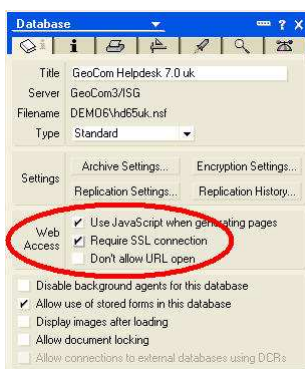 Database
Title GeoCom Helpdesk 7.0 uk
Server GeoCom3/ISG
Filename DEMO6\hd65uk.nsf
Type Standard
Settings
Archive Settings... Encryption Settings...
Replication Settings... Replication History...
Web Access
Use JavaScript when generating pages
Require SSL connection
Don't allow URL open
Disable background agents for this database
Allow use of stored forms in this database
Display images after loading
Allow document locking
Allow connections to external databases using DCRs